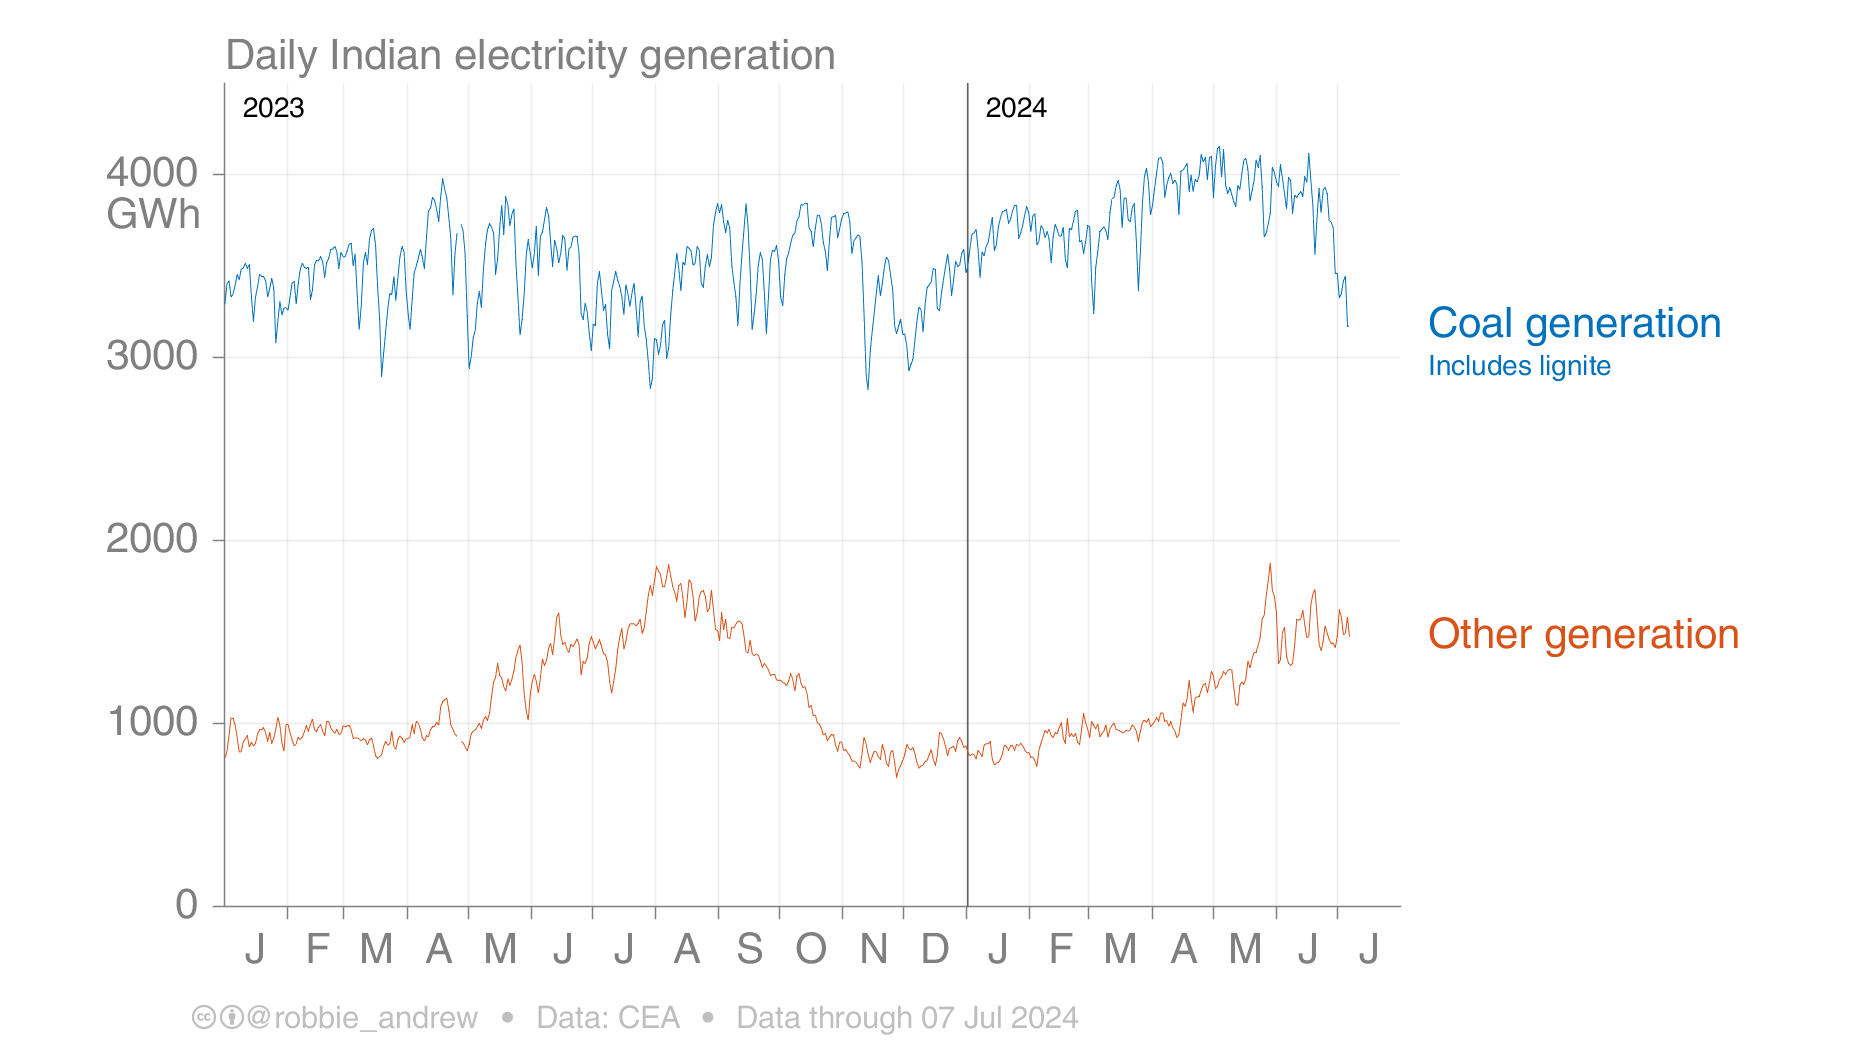 Daily Indian electricity generation
2023
2024
4000
GWh
3000
2000
1000
0
Coal generation
Includes lignite
Other generation
J F M A M J J A S O N D J F M A M J J
cc @robbie_andrew • Data: CEA • Data through 07 Jul 2024